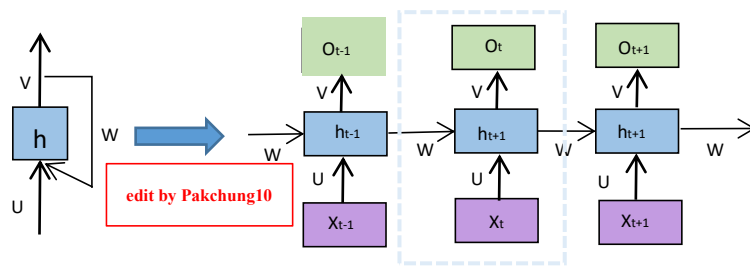 V
h
W
U
edit by Pakchung10
Ot-1
Ot
Ot+1
V
V
V
ht-1
ht+1
ht+1
W
W
W
W
U
U
U
Xt-1
Xt
Xt+1